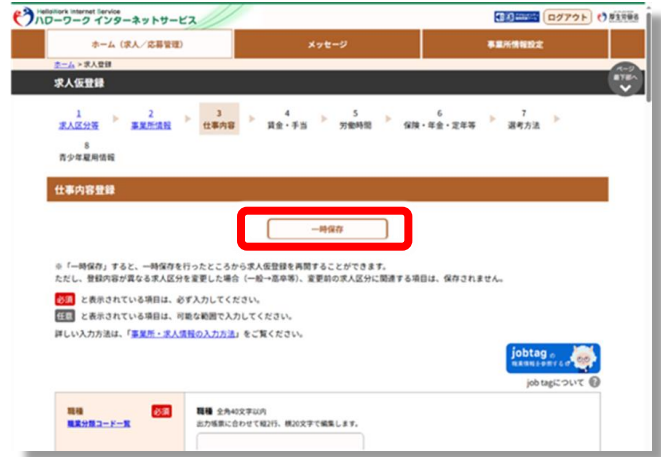 HelloWork Internet Service
ハローワーク インターネットサービス
ログアウト
厚生労働省
ホーム（求人／応募管理）
メッセージ
事業所情報設定
ホーム > 求人登録
求人仮登録
ページ
最下部へ
1
求人区分等
2
事業所情報
3
仕事内容
4
賃金・手当
5
労働時間
6
保険・年金・定年等
7
選考方法
8
青少年雇用情報
仕事内容登録
一時保存
※「一時保存」すると、一時保存を行ったところから求人仮登録を再開することができます。
ただし、登録内容が異なる求人区分を変更した場合（一般→高卒等）、変更前の求人区分に関連する項目は、保存されません。
必須 と表示されている項目は、必ず入力してください。
任意 と表示されている項目は、可能な範囲で入力してください。
詳しい入力方法は、「事業所・求人情報の入力方法」をご覧ください。
jobtag
職業情報を参照する
job tagについて ?
職種 必須
職業分類コード一覧
職種 全角40文字以内
出力帳票に合わせて縦2行、横20文字で編集します。